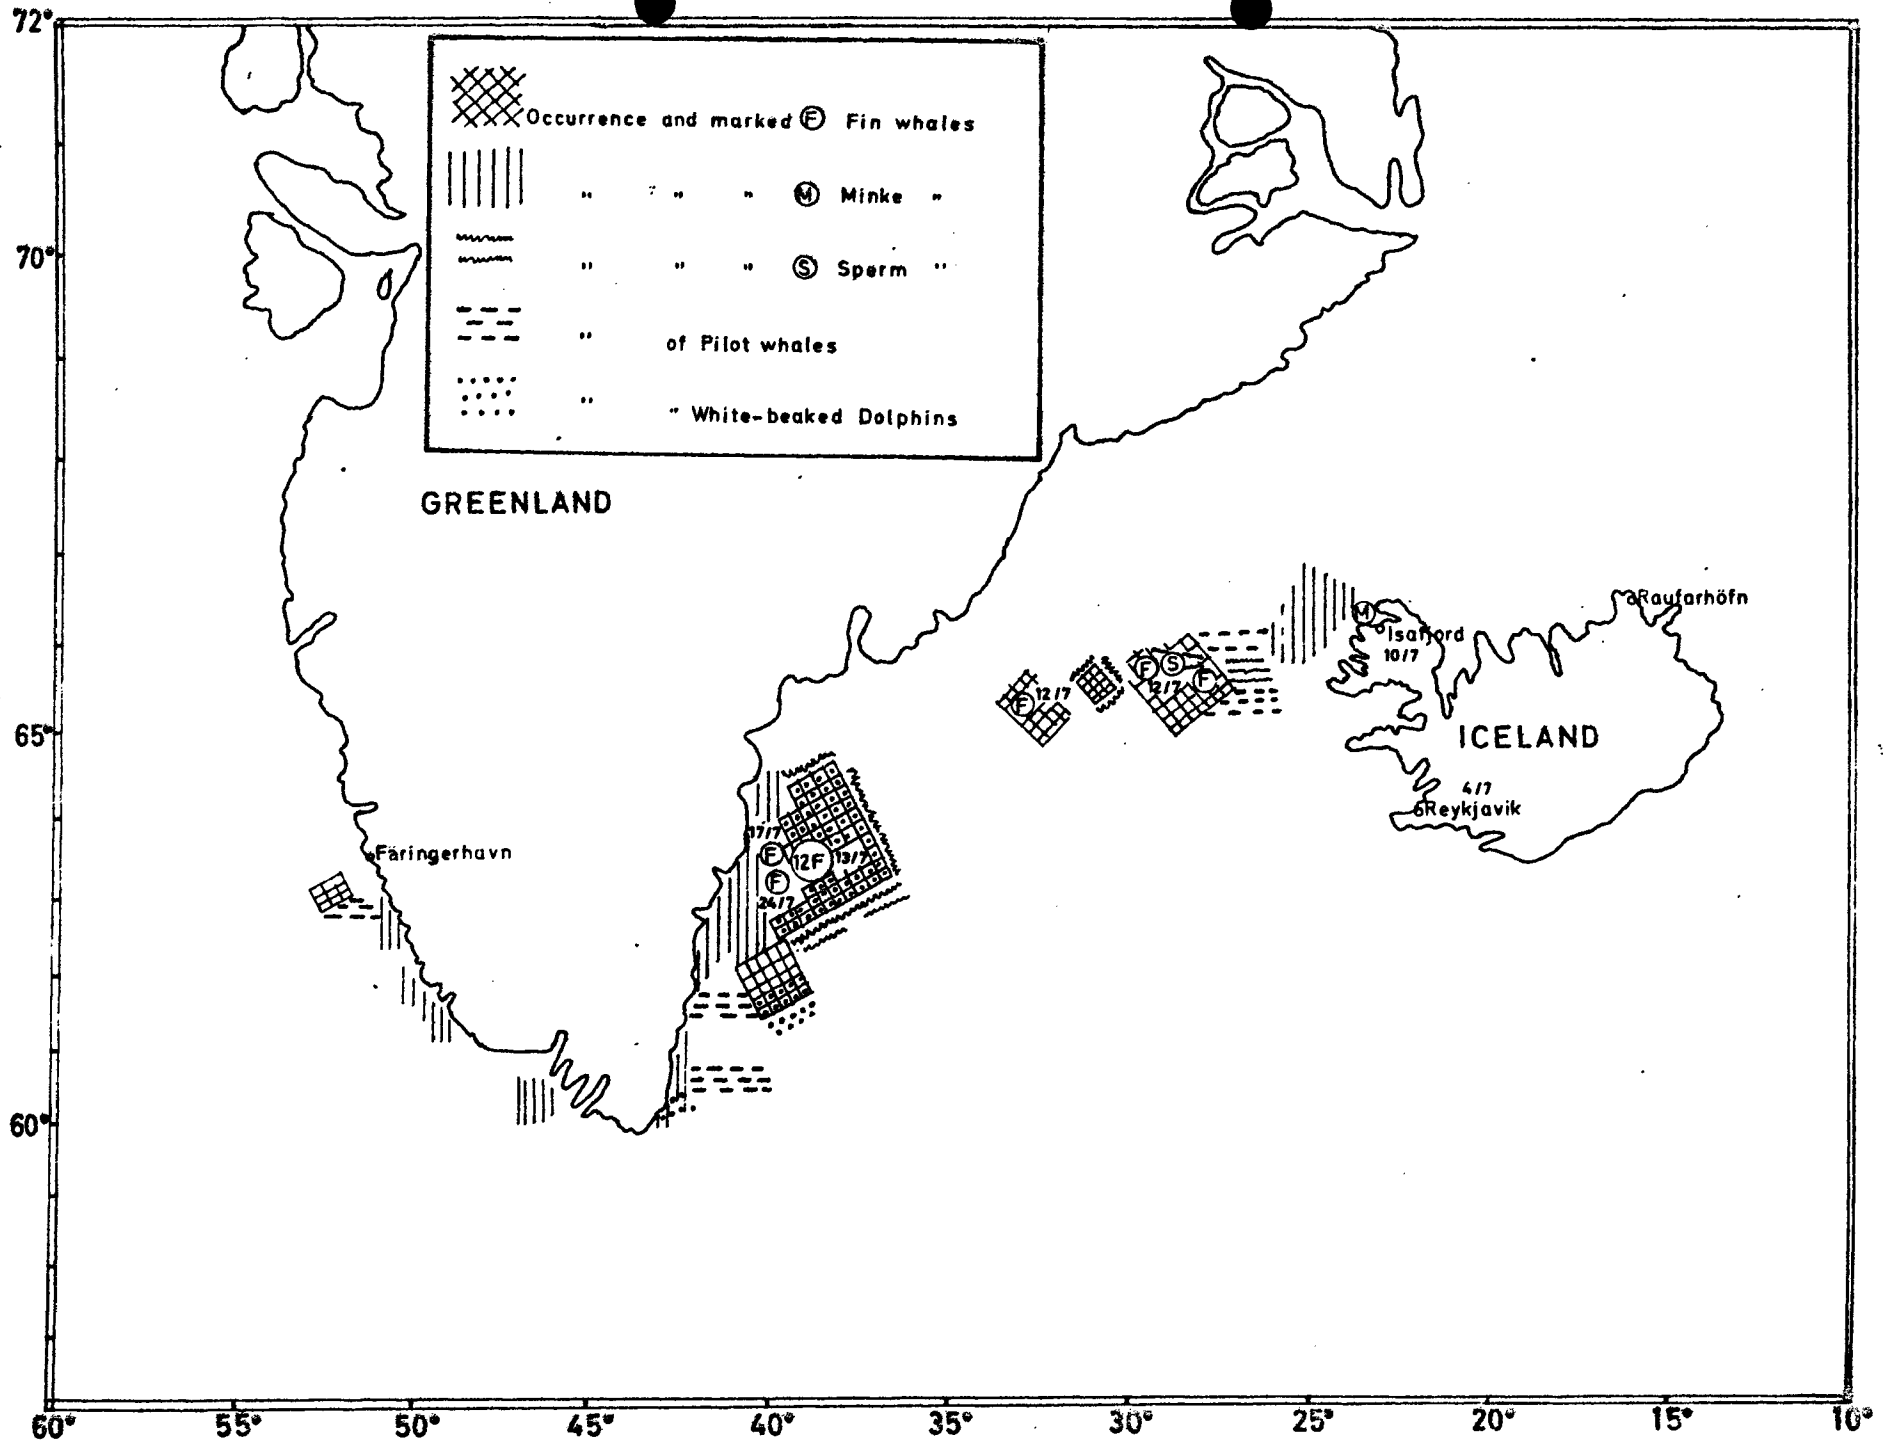 72°
Occurrence and marked Ⓕ Fin whales
" " " Ⓜ Minke "
70°
" " " Ⓢ Sperm "
" of Pilot whales
" " White-beaked Dolphins
GREENLAND
Raufarhöfn
M
Isafjord
10/7
F S F
12/7
F 12/7
65°
ICELAND
4/7
Reykjavik
17/7
Färingerhavn
F 12F 13/7
F
24/7
60°
60° 55° 50° 45° 40° 35° 30° 25° 20° 15° 10°